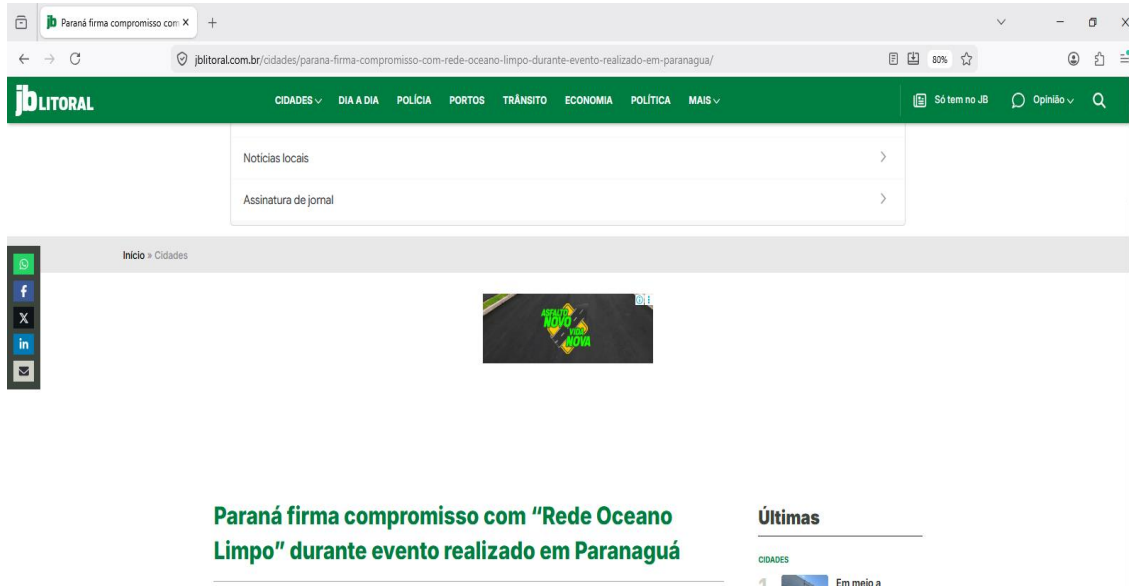 Paraná firma compromisso com
jblitoral.com.br/cidades/parana-firma-compromisso-com-rede-oceano-limpo-durante-evento-realizado-em-paranagua/
80%
jb LITORAL
CIDADES
DIA A DIA
POLÍCIA
PORTOS
TRÂNSITO
ECONOMIA
POLÍTICA
MAIS
Só tem no JB
Opinião
Notícias locais
Assinatura de jornal
Início » Cidades
ASFALTO
NOVO
VIDA
NOVA
Paraná firma compromisso com “Rede Oceano
Limpo” durante evento realizado em Paranaguá
Últimas
CIDADES
1
Em meio a